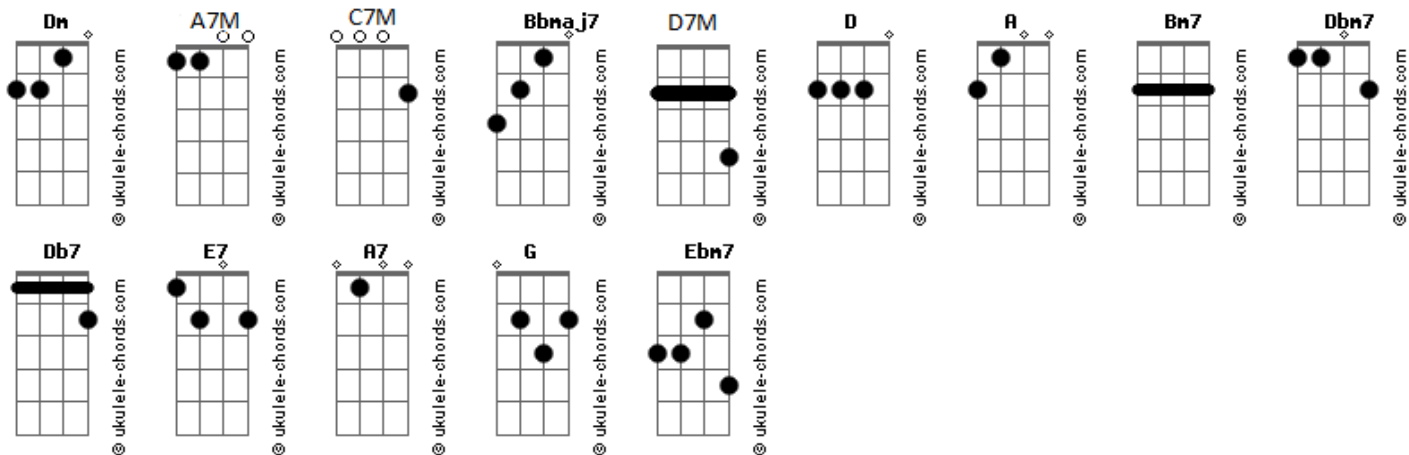 Dm A7M C7M Bbmaj7 D7M D A Bm7 Dbm7
© ukulele-chords.com © ukulele-chords.com © ukulele-chords.com © ukulele-chords.com © ukulele-chords.com © ukulele-chords.com © ukulele-chords.com © ukulele-chords.com © ukulele-chords.com
Db7 E7 A7 G Ebm7
© ukulele-chords.com © ukulele-chords.com © ukulele-chords.com © ukulele-chords.com © ukulele-chords.com